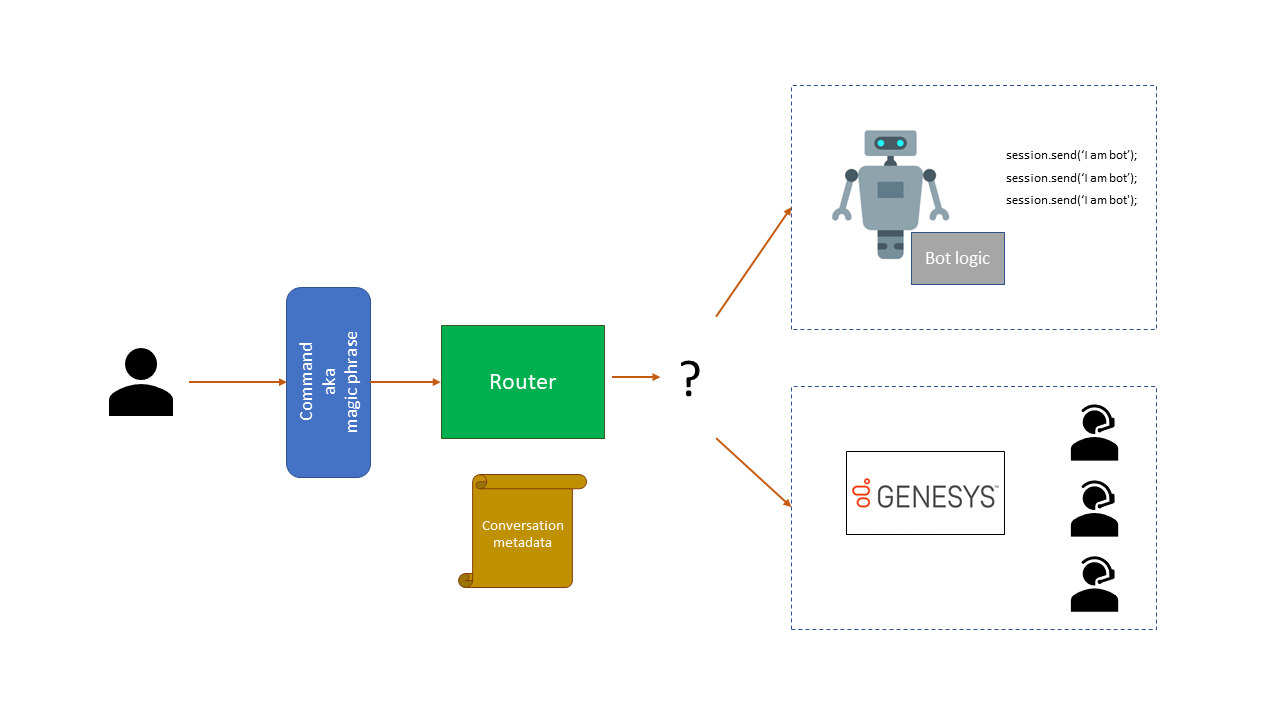 Command
aka
magic phrase
Router
?
Conversation
metadata
session.send(‘I am bot’);
session.send(‘I am bot’);
session.send(‘I am bot');
Bot logic
GENESYS™